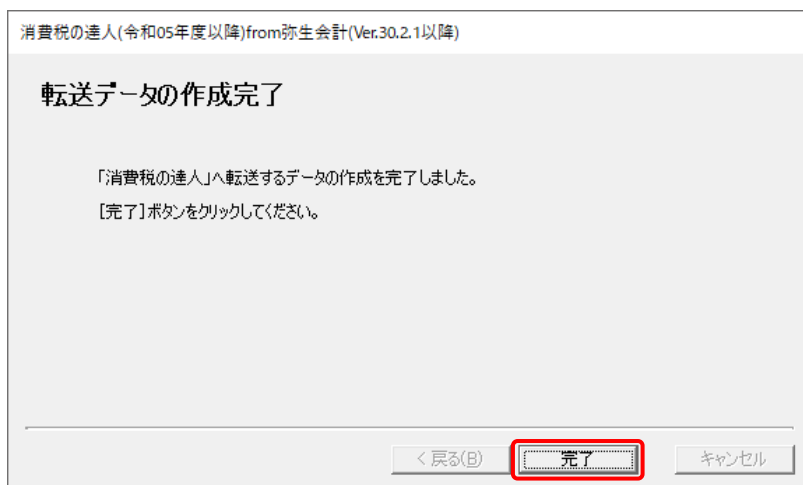 消費税の達人(令和05年度以降)from弥生会計(Ver.30.2.1以降)
転送データの作成完了
「消費税の達人」へ転送するデータの作成を完了しました。
[完了]ボタンをクリックしてください。
< 戻る(B) 完了 キャンセル